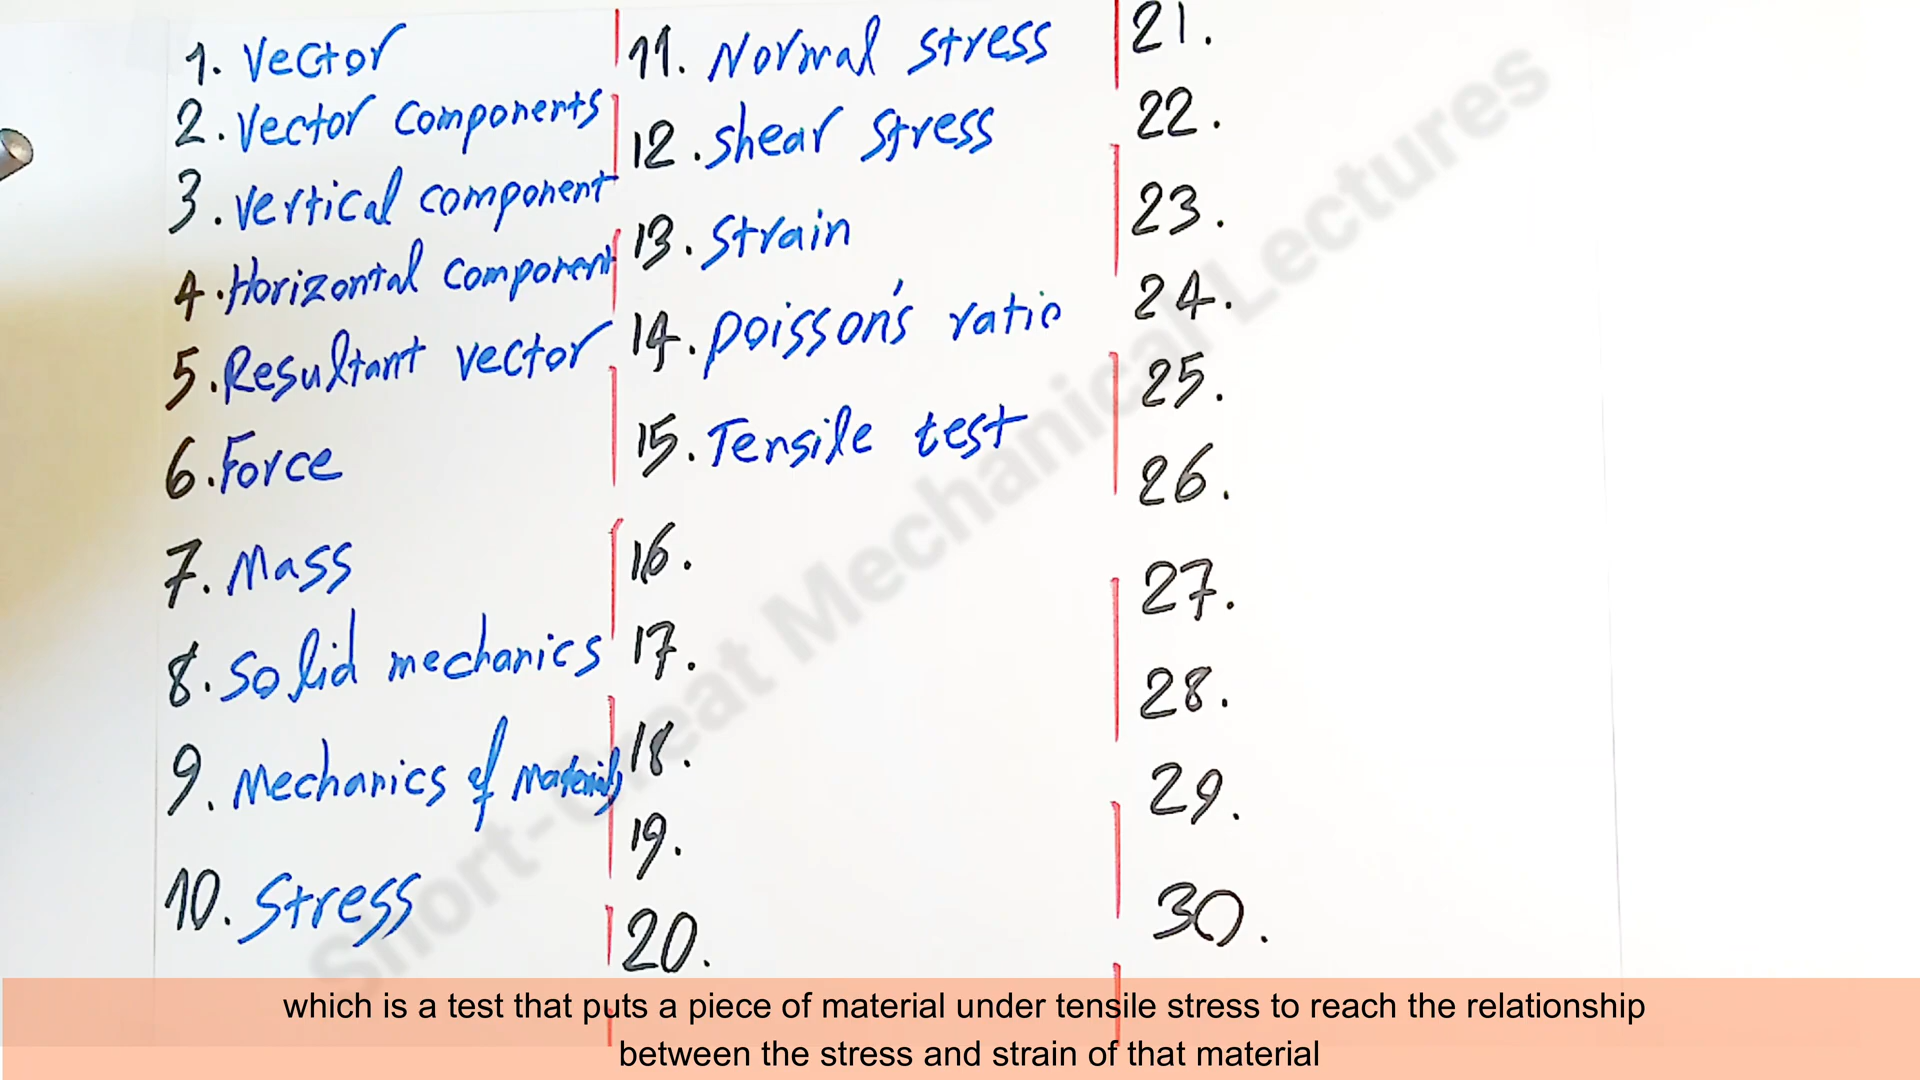 1. Vector
2. Vector components
3. Vertical component
4. Horizontal component
5. Resultant vector
6. Force
7. Mass
8. Solid mechanics
9. Mechanics of Materials
10. Stress
11. Normal stress
12. Shear stress
13. Strain
14. Poisson's ratio
15. Tensile test
16.
17.
18.
19.
20.
21.
22.
23.
24.
25.
26.
27.
28.
29.
30.
Short-Great Mechanical Lectures
which is a test that puts a piece of material under tensile stress to reach the relationship
between the stress and strain of that material